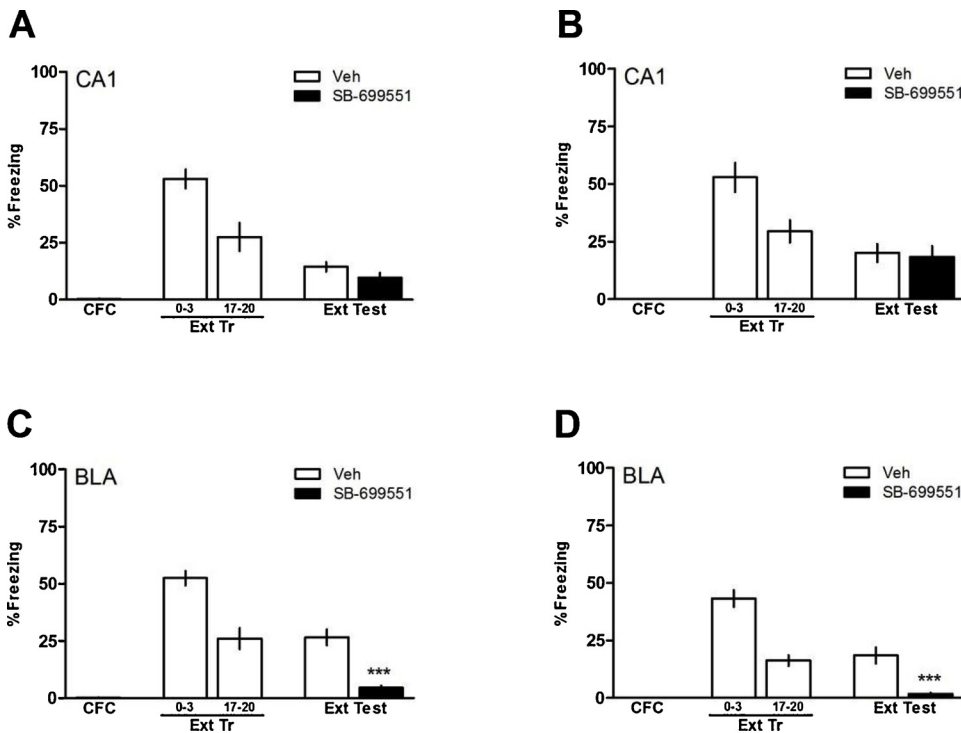 A
CA1
Veh
SB-699551
100
75
50
25
0
%Freezing
CFC
0-3 17-20
Ext Tr
Ext Test
B
CA1
Veh
SB-699551
100
75
50
25
0
%Freezing
CFC
0-3 17-20
Ext Tr
Ext Test
C
BLA
Veh
SB-699551
100
75
50
25
0
%Freezing
***
CFC
0-3 17-20
Ext Tr
Ext Test
D
BLA
Veh
SB-699551
100
75
50
25
0
%Freezing
***
CFC
0-3 17-20
Ext Tr
Ext Test